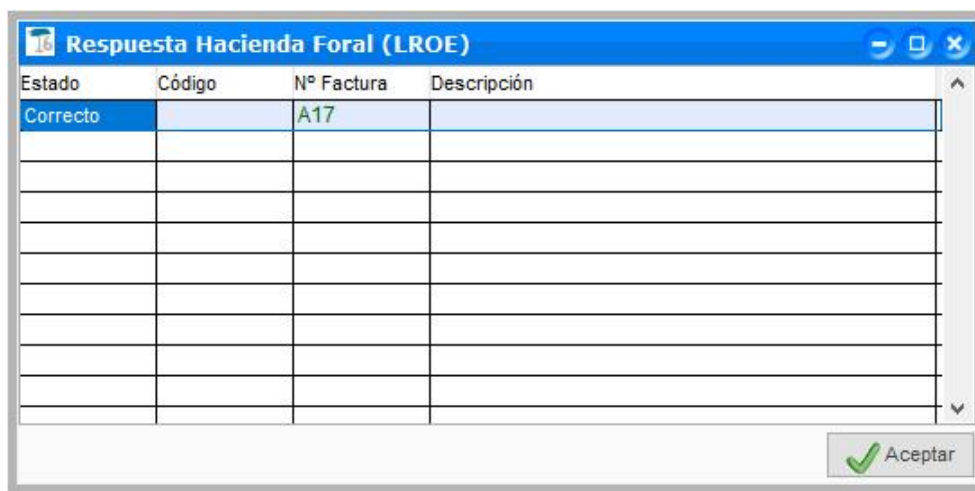 Respuesta Hacienda Foral (LROE)
Estado Código Nº Factura Descripción
Correcto A17
Aceptar